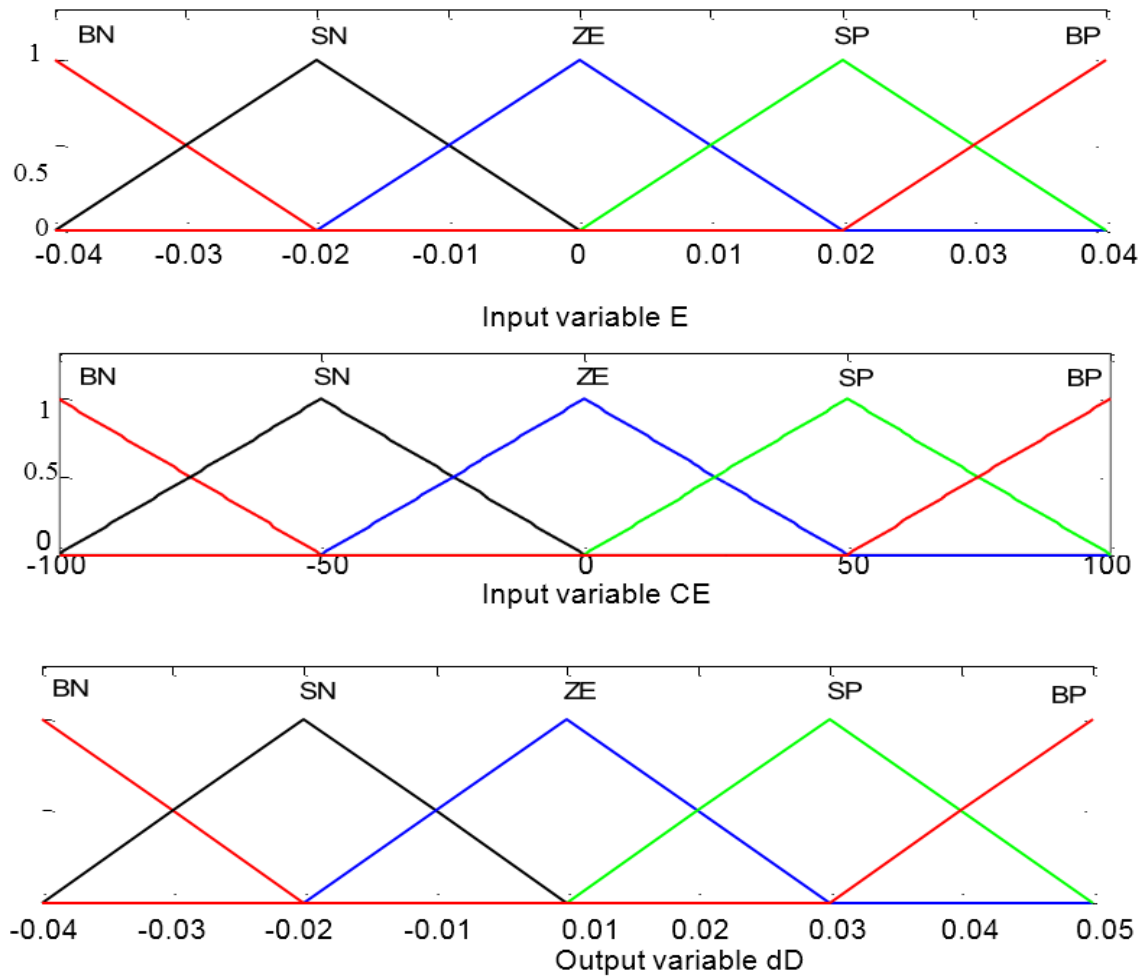 BN SN ZE SP BP
1
0.5
0
-0.04 -0.03 -0.02 -0.01 0 0.01 0.02 0.03 0.04
Input variable E
BN SN ZE SP BP
1
0.5
0
-100 -50 0 50 100
Input variable CE
BN SN ZE SP BP
-0.04 -0.03 -0.02 -0.01 0.01 0.02 0.03 0.04 0.05
Output variable dD